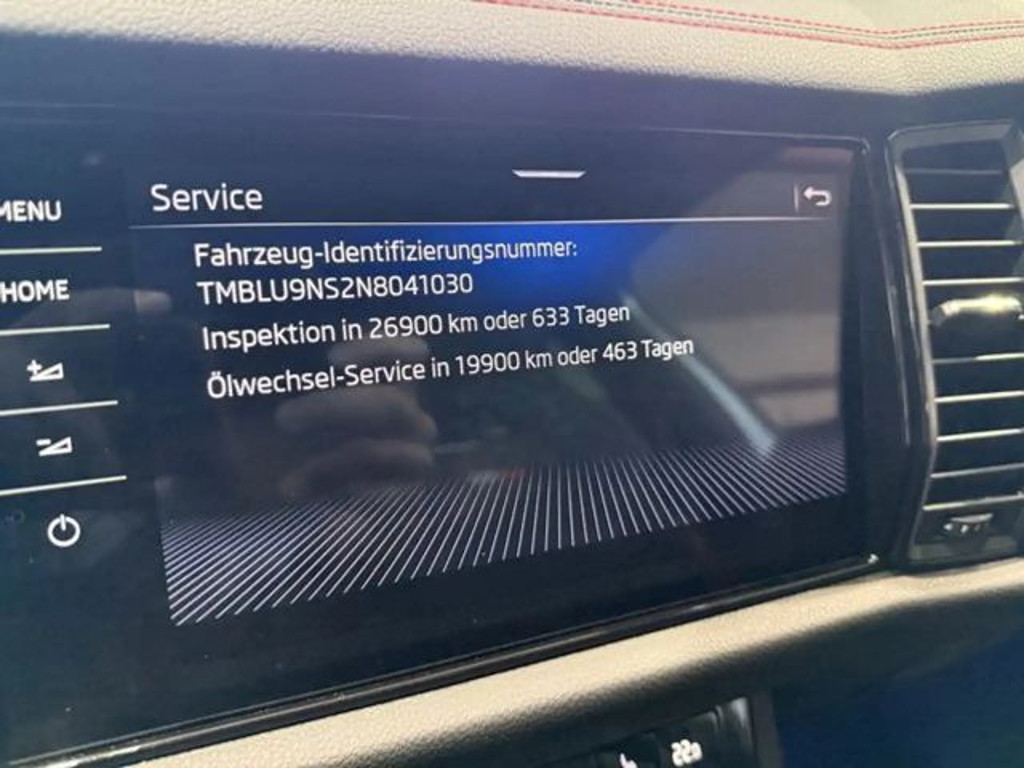 MENU
Service
Fahrzeug-Identifizierungsnummer:
TMBLU9NS2N8041030
HOME
Inspektion in 26900 km oder 633 Tagen
Ölwechsel-Service in 19900 km oder 463 Tagen